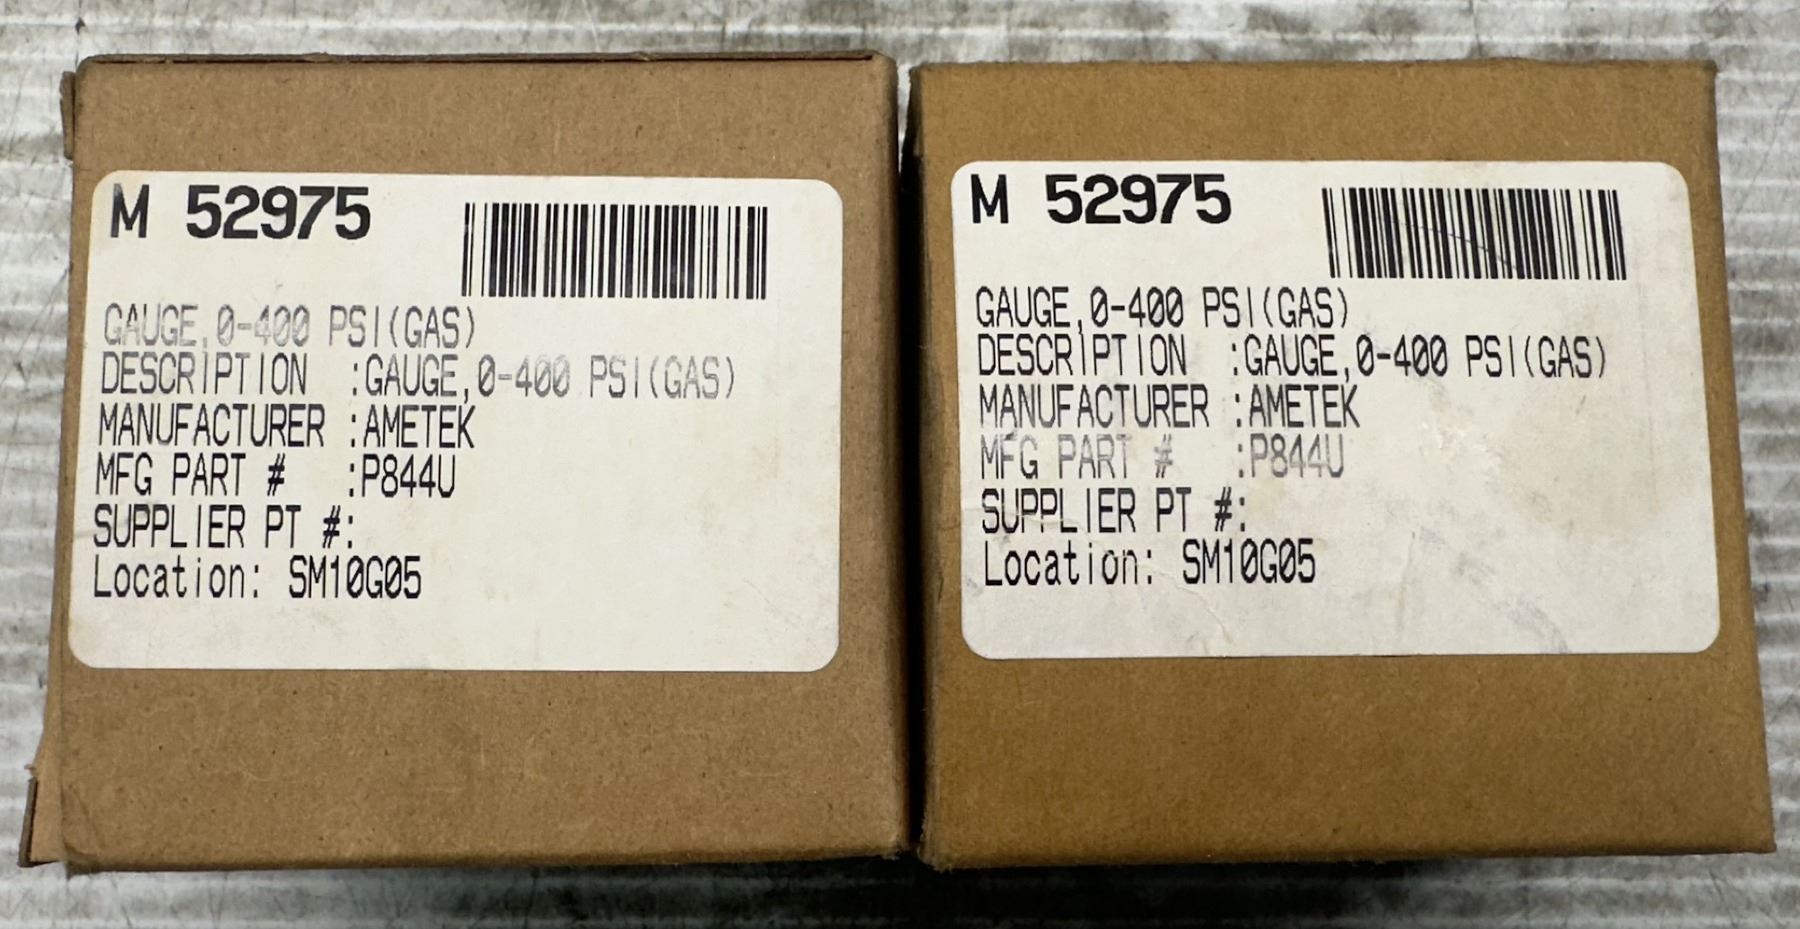 M 52975
GAUGE,0-400 PSI(GAS)
DESCRIPTION :GAUGE,0-400 PSI(GAS)
MANUFACTURER :AMETEK
MFG PART # :P844U
SUPPLIER PT #:
Location: SM10G05
M 52975
GAUGE,0-400 PSI(GAS)
DESCRIPTION :GAUGE,0-400 PSI(GAS)
MANUFACTURER :AMETEK
MFG PART # :P844U
SUPPLIER PT #:
Location: SM10G05